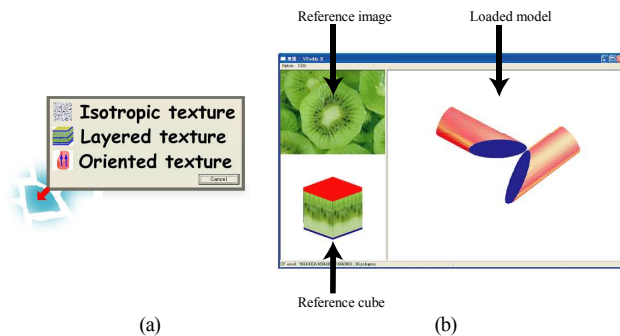 Reference image
Loaded model
Isotropic texture
Layered texture
Oriented texture
Cancel
Reference cube
(a)
(b)